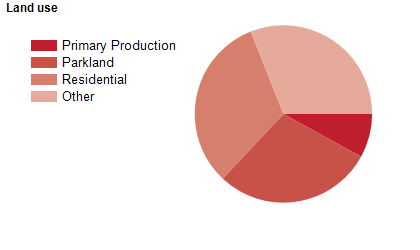 Land use
Primary Production
Parkland
Residential
Other